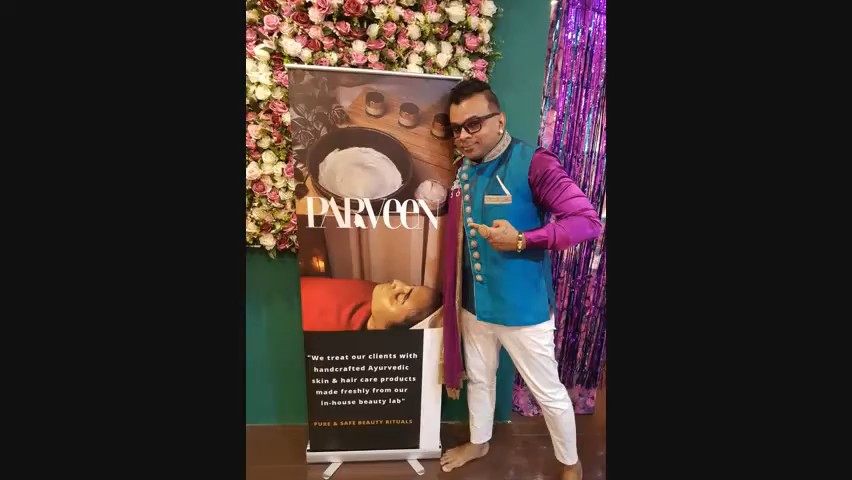 PARVEEN
"We treat our clients with
handcrafted Ayurvedic
skin & hair care products
made freshly from our
in-house beauty lab"
PURE & SAFE BEAUTY RITUALS